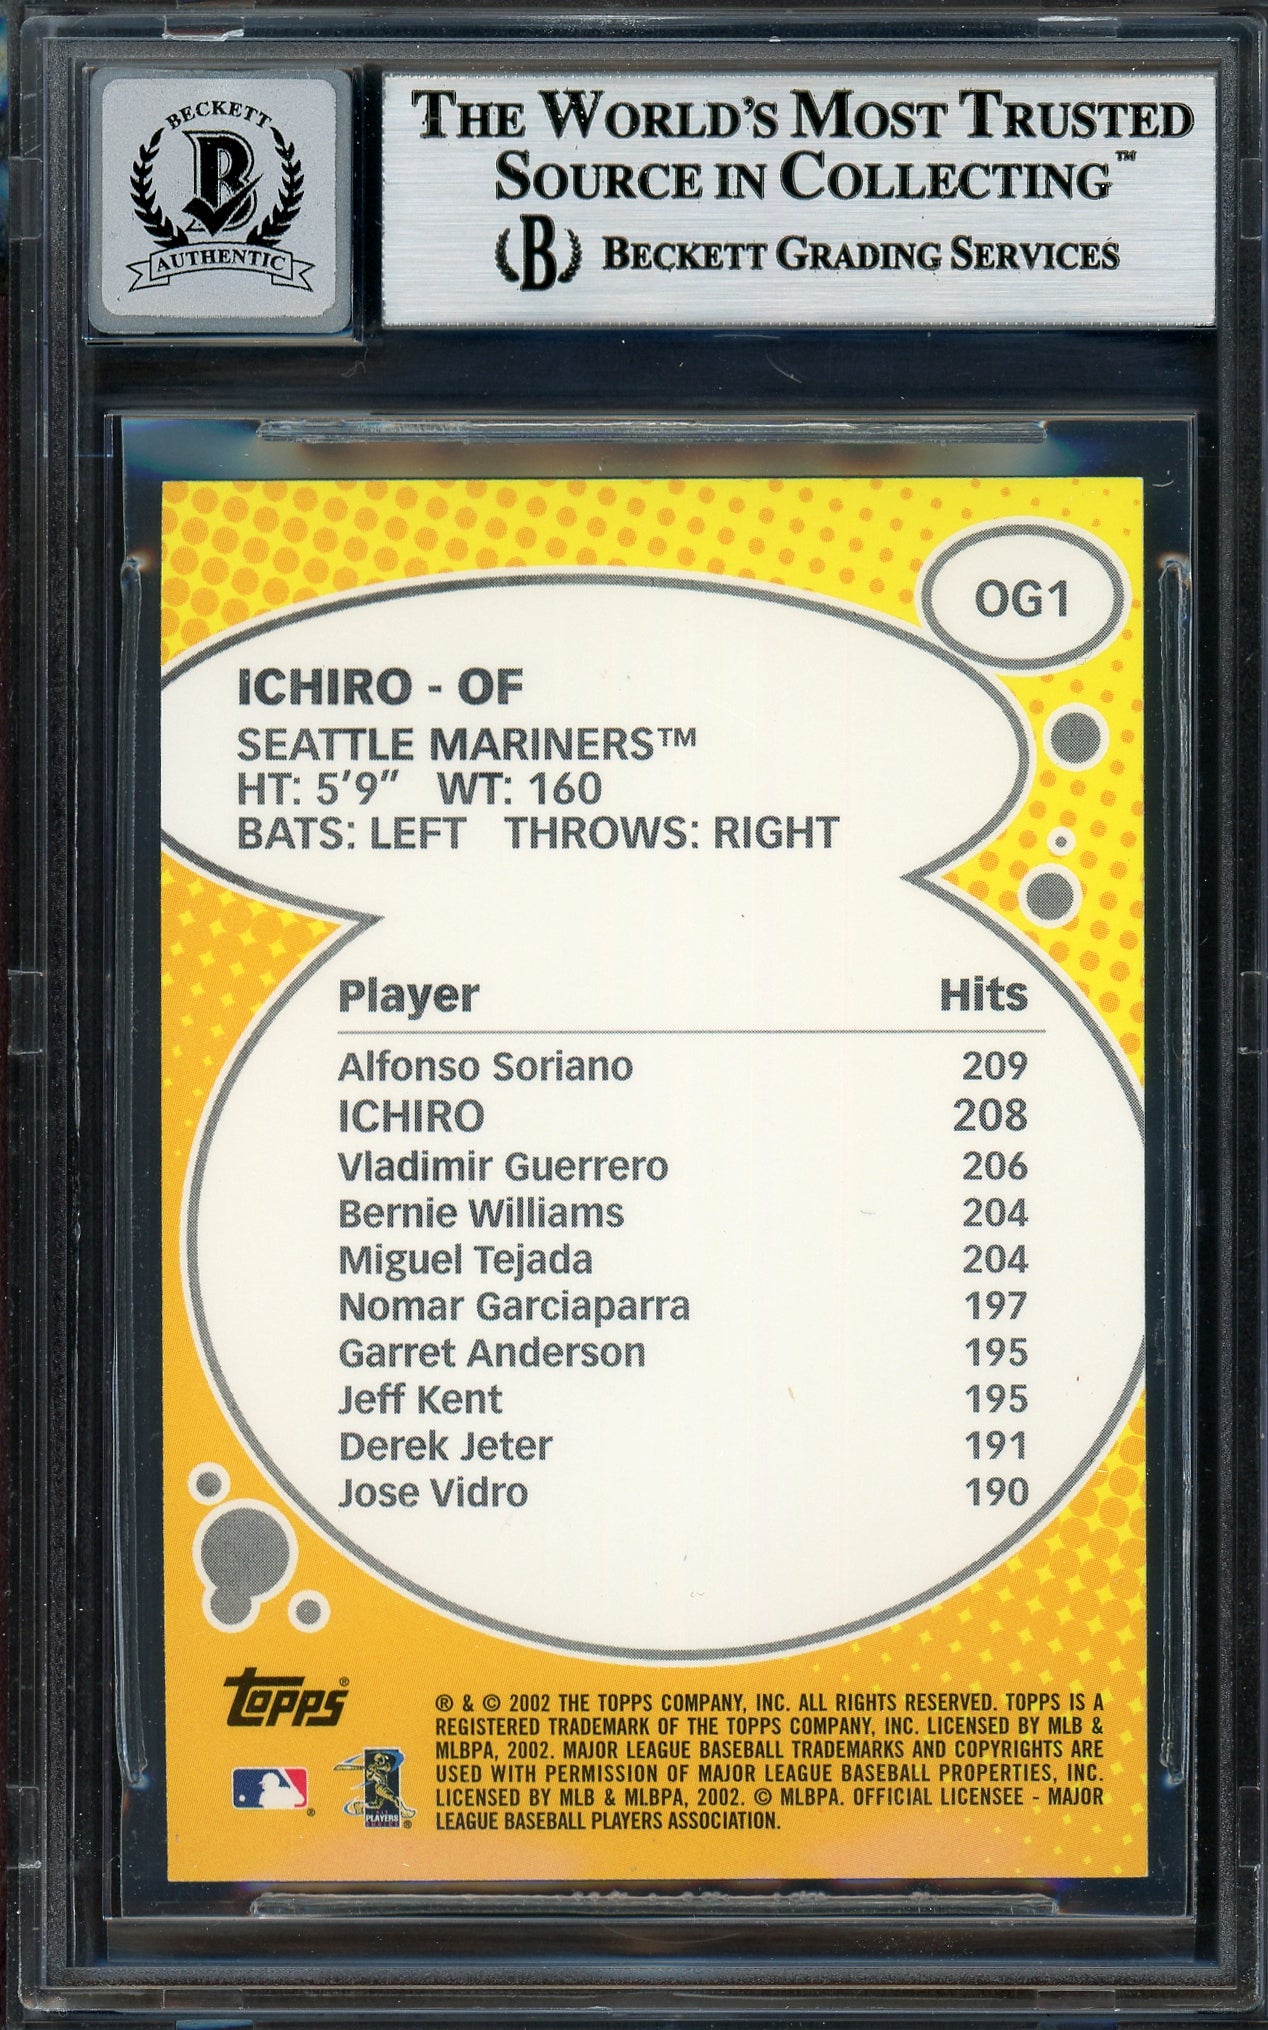 BECKETT
B
AUTHENTIC
THE WORLD'S MOST TRUSTED
SOURCE IN COLLECTING™
B BECKETT GRADING SERVICES
OG1
ICHIRO - OF
SEATTLE MARINERS™
HT: 5'9" WT: 160
BATS: LEFT THROWS: RIGHT
Player Hits
Alfonso Soriano 209
ICHIRO 208
Vladimir Guerrero 206
Bernie Williams 204
Miguel Tejada 204
Nomar Garciaparra 197
Garret Anderson 195
Jeff Kent 195
Derek Jeter 191
Jose Vidro 190
Topps®
® & © 2002 THE TOPPS COMPANY, INC. ALL RIGHTS RESERVED. TOPPS IS A
REGISTERED TRADEMARK OF THE TOPPS COMPANY, INC. LICENSED BY MLB &
MLBPA, 2002. MAJOR LEAGUE BASEBALL TRADEMARKS AND COPYRIGHTS ARE
USED WITH PERMISSION OF MAJOR LEAGUE BASEBALL PROPERTIES, INC.
LICENSED BY MLB & MLBPA, 2002. © MLBPA. OFFICIAL LICENSEE - MAJOR
LEAGUE BASEBALL PLAYERS ASSOCIATION.
®
PLAYERS
®